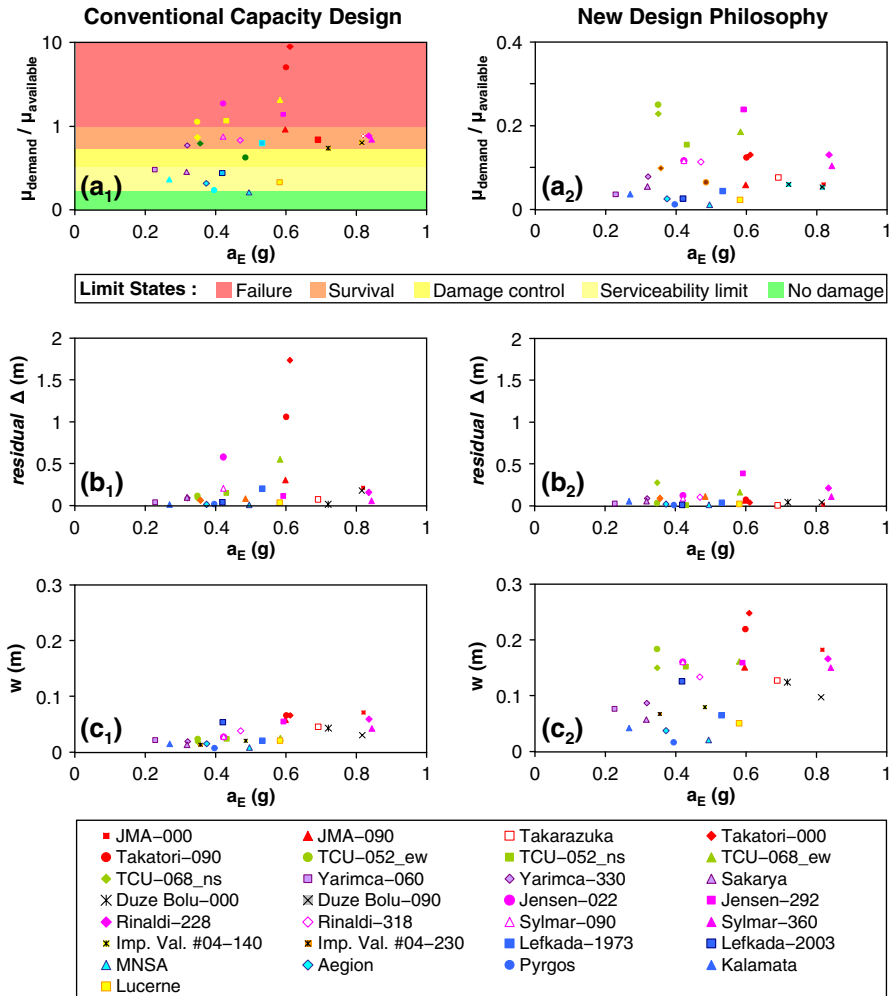 Conventional Capacity Design
New Design Philosophy
μdemand / μavailable
10
1
0
(a1)
0
0.2
0.4
0.6
0.8
1
aE (g)
0.4
0.2
0
(a2)
0
0.2
0.4
0.6
0.8
1
aE (g)
μdemand / μavailable
Limit States : Failure Survival Damage control Serviceability limit No damage
residual Δ (m)
2
1.5
1
0.5
0
(b1)
0
0.2
0.4
0.6
0.8
1
aE (g)
residual Δ (m)
2
1.5
1
0.5
0
(b2)
0
0.2
0.4
0.6
0.8
1
aE (g)
w (m)
0.3
0.2
0.1
0
(c1)
0
0.2
0.4
0.6
0.8
1
aE (g)
w (m)
0.3
0.2
0.1
0
(c2)
0
0.2
0.4
0.6
0.8
1
aE (g)
JMA–000 JMA–090 Takarazuka Takatori–000
Takatori–090 TCU–052_ew TCU–052_ns TCU–068_ew
TCU–068_ns Yarimca–060 Yarimca–330 Sakarya
Duze Bolu–000 Duze Bolu–090 Jensen–022 Jensen–292
Rinaldi–228 Rinaldi–318 Sylmar–090 Sylmar–360
Imp. Val. #04–140 Imp. Val. #04–230 Lefkada–1973 Lefkada–2003
MNSA Aegion Pyrgos Kalamata
Lucerne